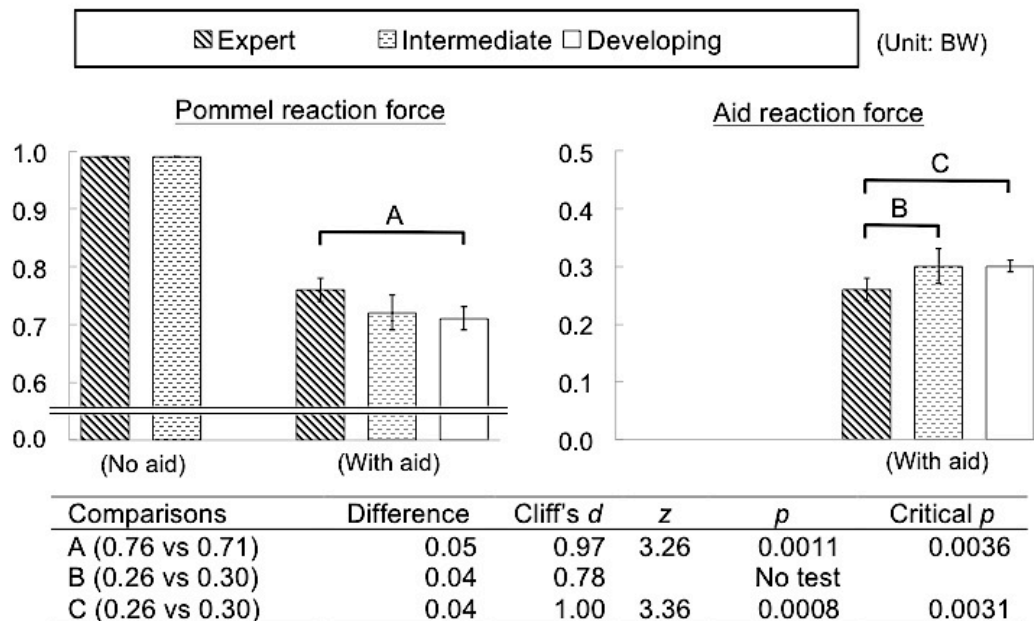 Expert Intermediate Developing (Unit: BW)
Pommel reaction force
1.0
0.9
0.8
0.7
0.6
0.0
A
(No aid) (With aid)
Aid reaction force
0.5
0.4
0.3
0.2
0.1
0.0
C
B
(With aid)
Comparisons Difference Cliff's d z p Critical p
A (0.76 vs 0.71) 0.05 0.97 3.26 0.0011 0.0036
B (0.26 vs 0.30) 0.04 0.78 No test
C (0.26 vs 0.30) 0.04 1.00 3.36 0.0008 0.0031